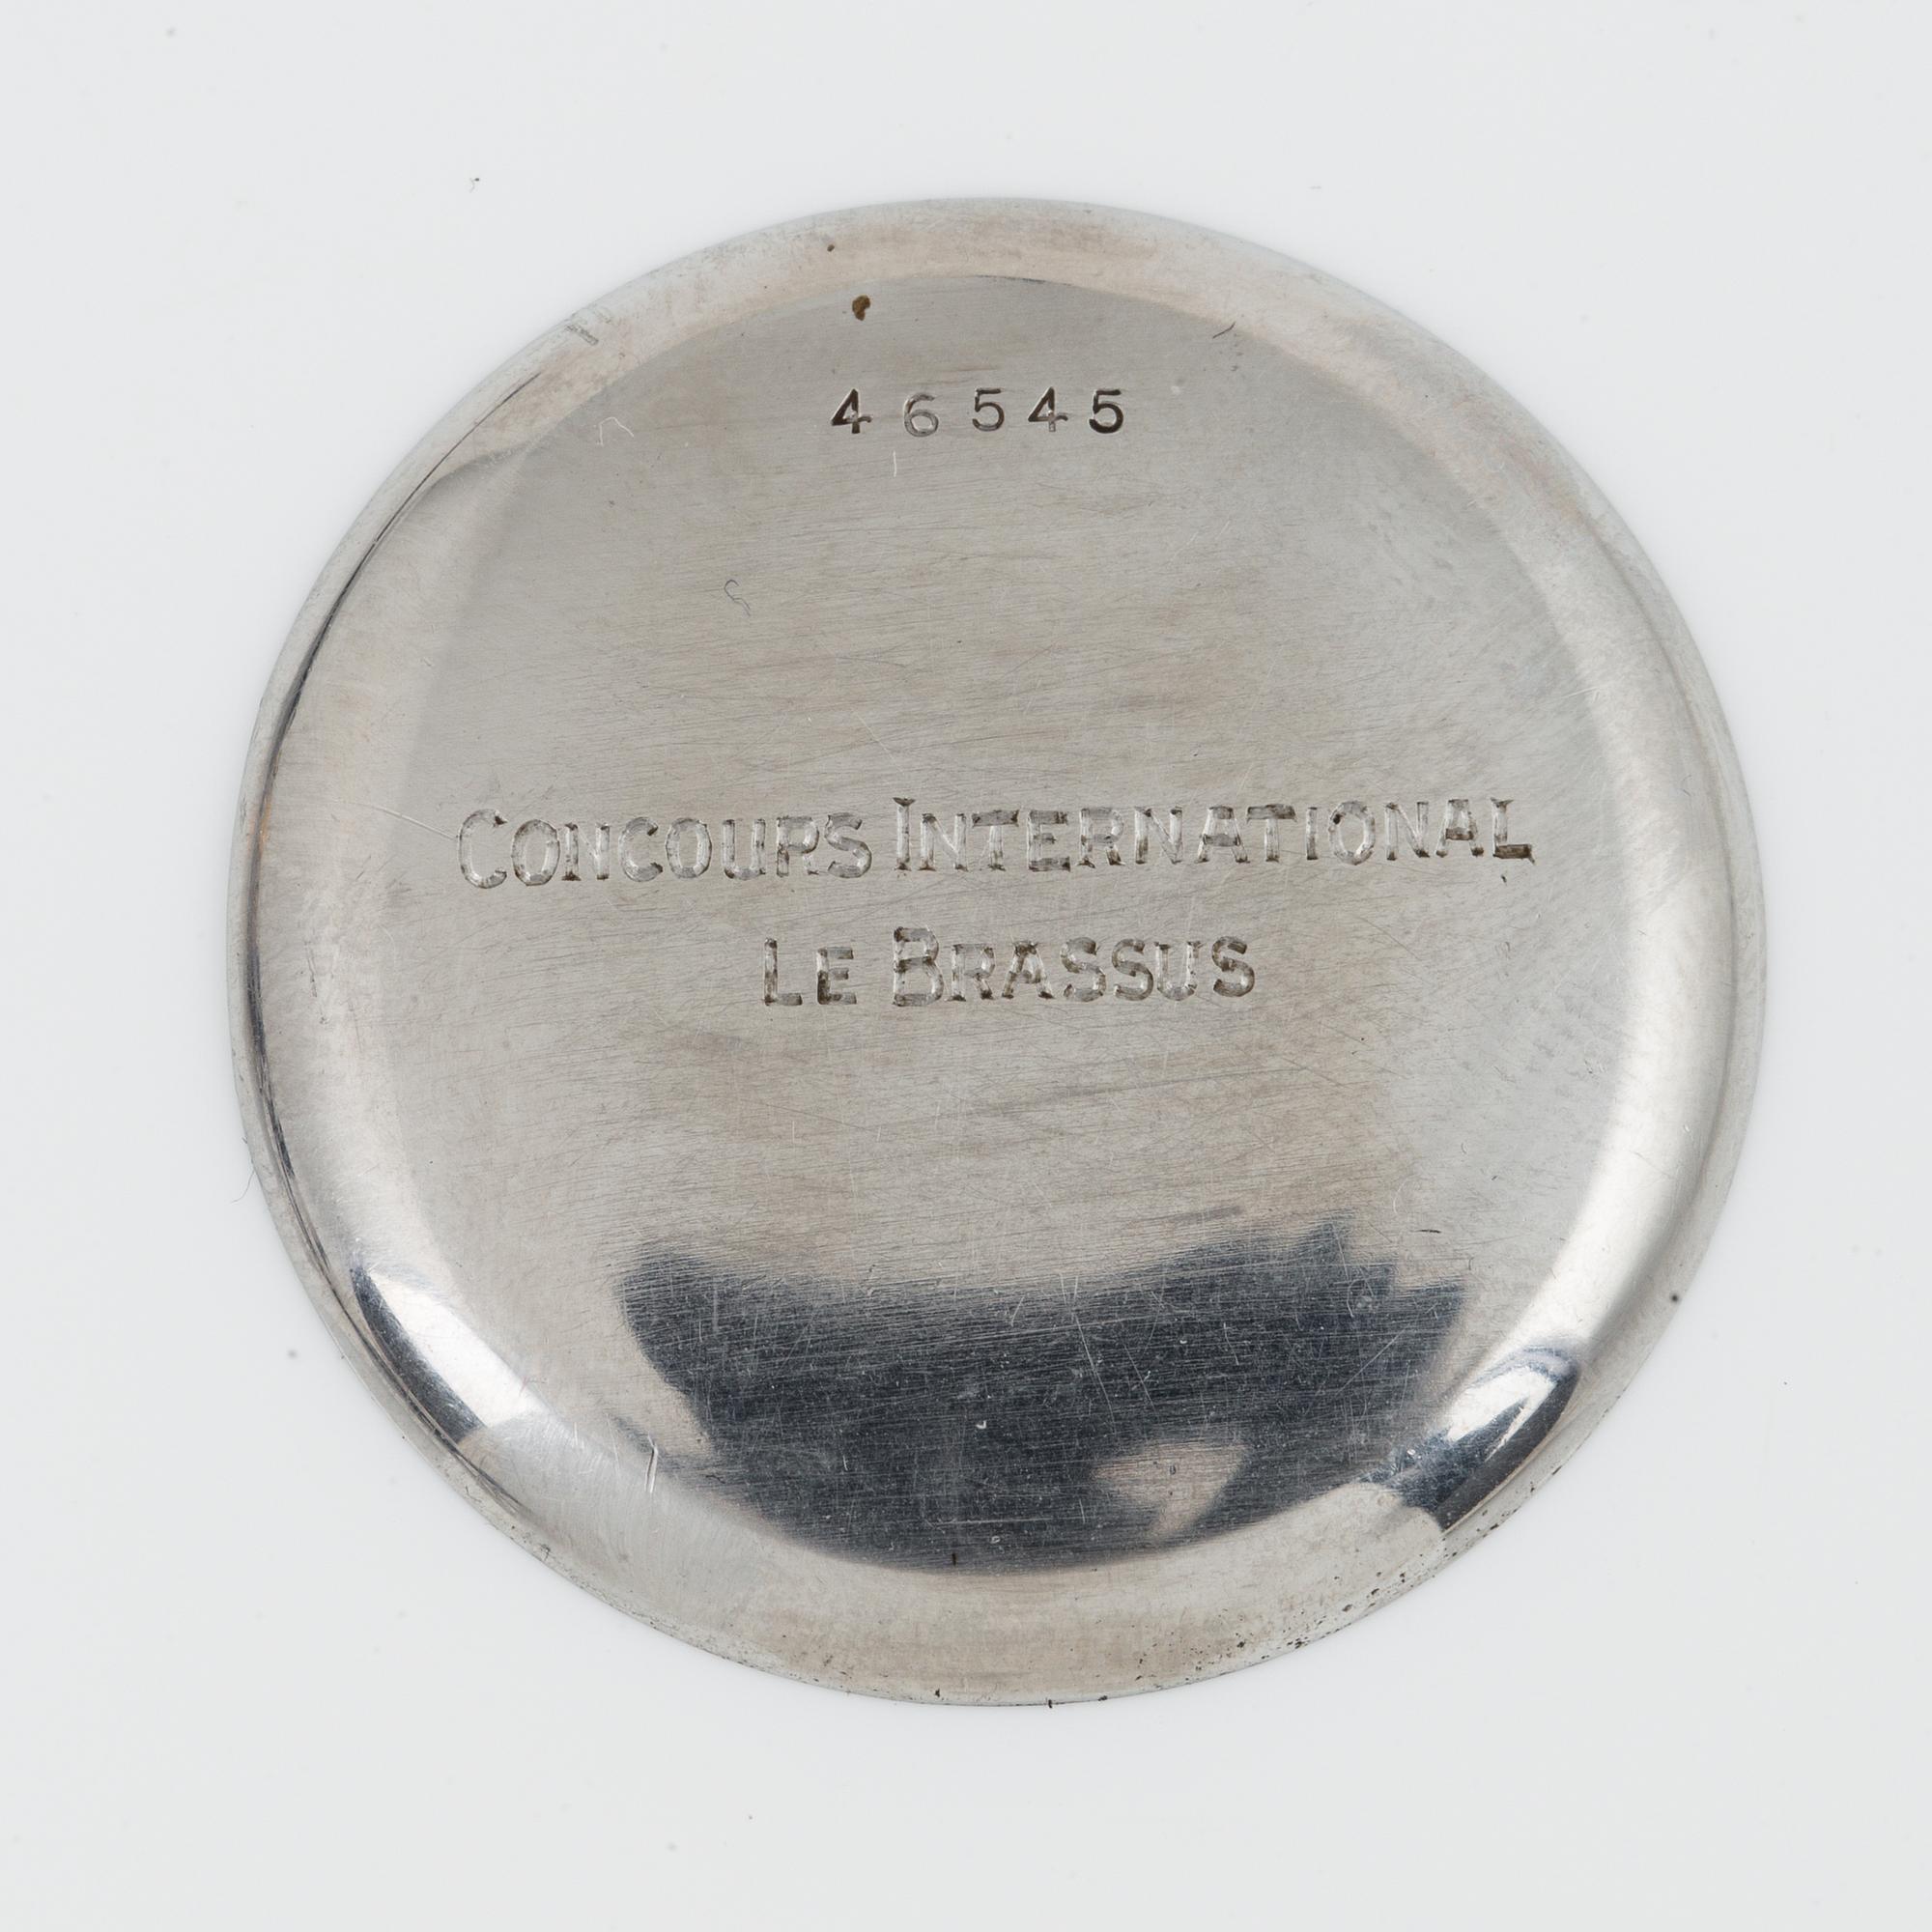 46545
CONCOURS INTERNATIONAL
LE BRASSUS